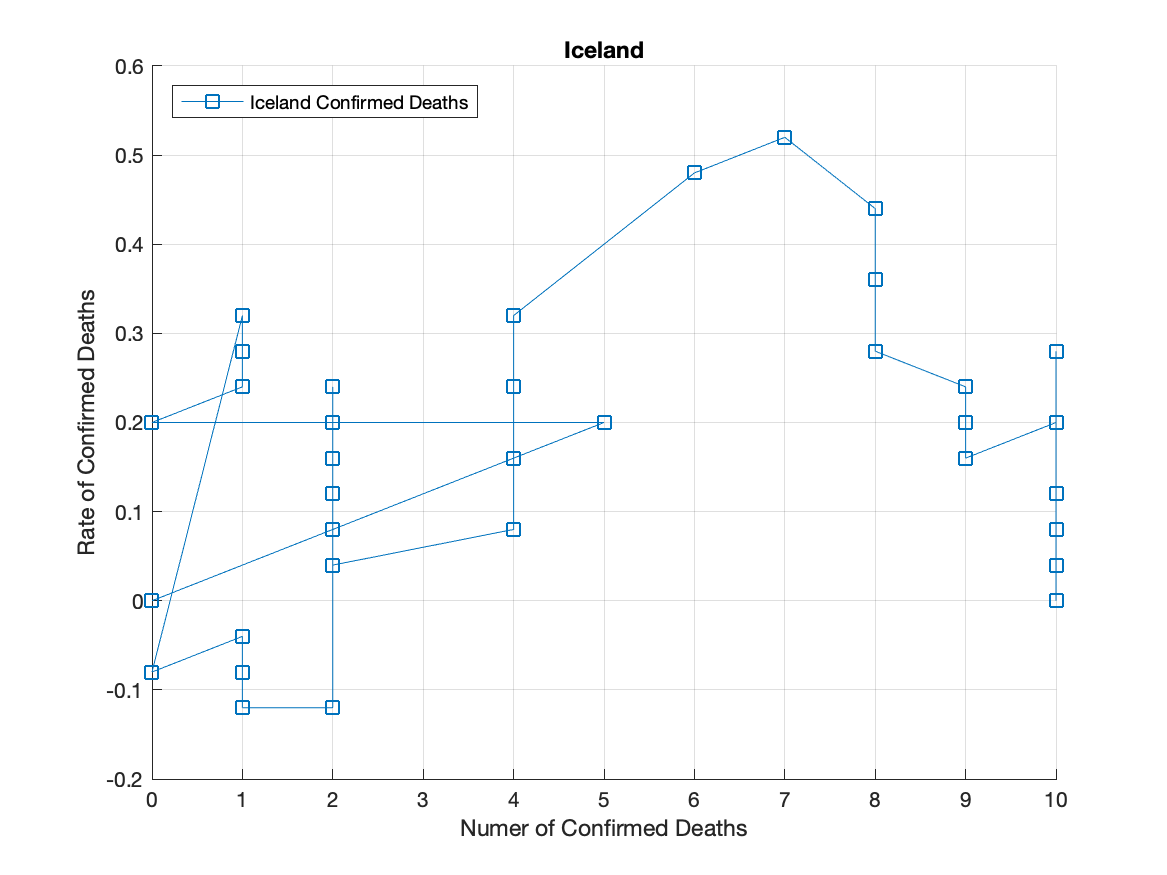 Iceland
Iceland Confirmed Deaths
0.6
0.5
0.4
0.3
0.2
0.1
0
-0.1
-0.2
Rate of Confirmed Deaths
0 1 2 3 4 5 6 7 8 9 10
Numer of Confirmed Deaths